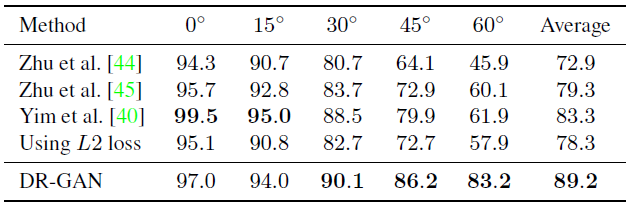 Method 0° 15° 30° 45° 60° Average
Zhu et al. [44] 94.3 90.7 80.7 64.1 45.9 72.9
Zhu et al. [45] 95.7 92.8 83.7 72.9 60.1 79.3
Yim et al. [40] 99.5 95.0 88.5 79.9 61.9 83.3
Using L2 loss 95.1 90.8 82.7 72.7 57.9 78.3
DR-GAN 97.0 94.0 90.1 86.2 83.2 89.2